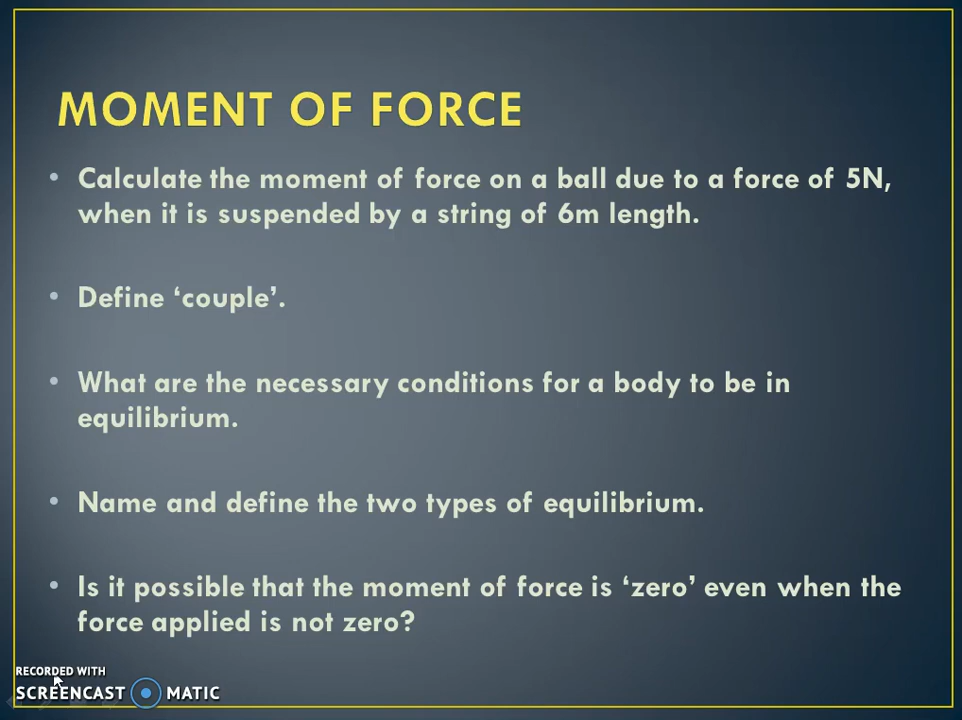 MOMENT OF FORCE
• Calculate the moment of force on a ball due to a force of 5N,
when it is suspended by a string of 6m length.
• Define ‘couple’.
• What are the necessary conditions for a body to be in
equilibrium.
• Name and define the two types of equilibrium.
• Is it possible that the moment of force is ‘zero’ even when the
force applied is not zero?
RECORDED WITH
SCREENCAST MATIC